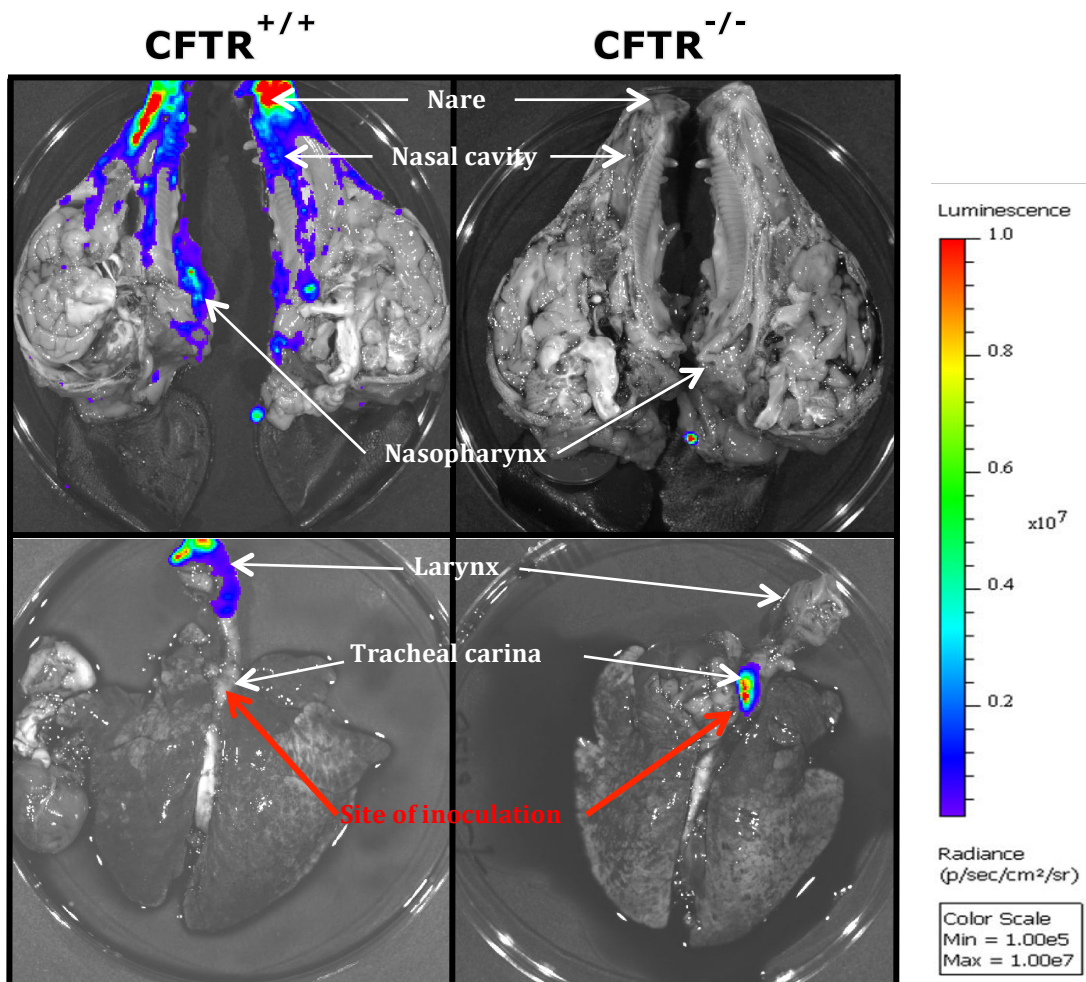 CFTR+/+
CFTR-/-
Nare
Nasal cavity
Nasopharynx
Larynx
Tracheal carina
Site of inoculation
Luminescence
1.0
0.8
0.6
x10⁷
0.4
0.2
Radiance
(p/sec/cm²/sr)
Color Scale
Min = 1.00e5
Max = 1.00e7